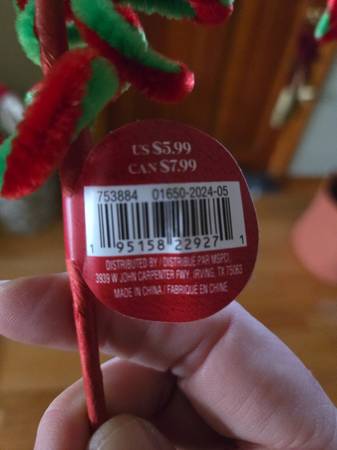 US $5.99
CAN $7.99
753884 01650-2024-05
1 95158 22927 1
DISTRIBUTED BY / DISTRIBUÉ PAR MSPCI,
3939 W JOHN CARPENTER FWY. IRVING, TX 75063
MADE IN CHINA / FABRIQUÉ EN CHINE